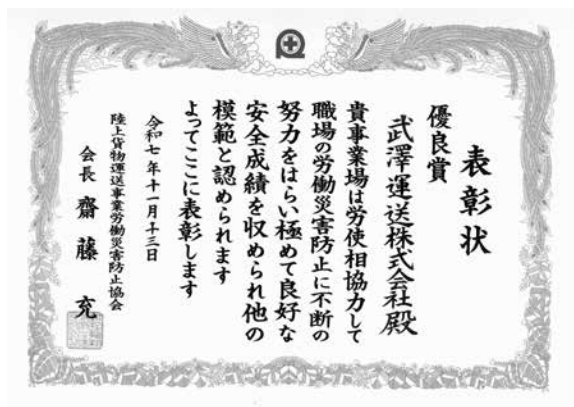 表彰状
優良賞
武澤運送株式会社殿
貴事業場は労使相協力して
職場の労働災害防止に不断の
努力をはらい極めて良好な
安全成績を収められ他の
模範と認められます
よってここに表彰します
令和七年十一月十三日
陸上貨物運送事業労働災害防止協会
会長 齋藤 充